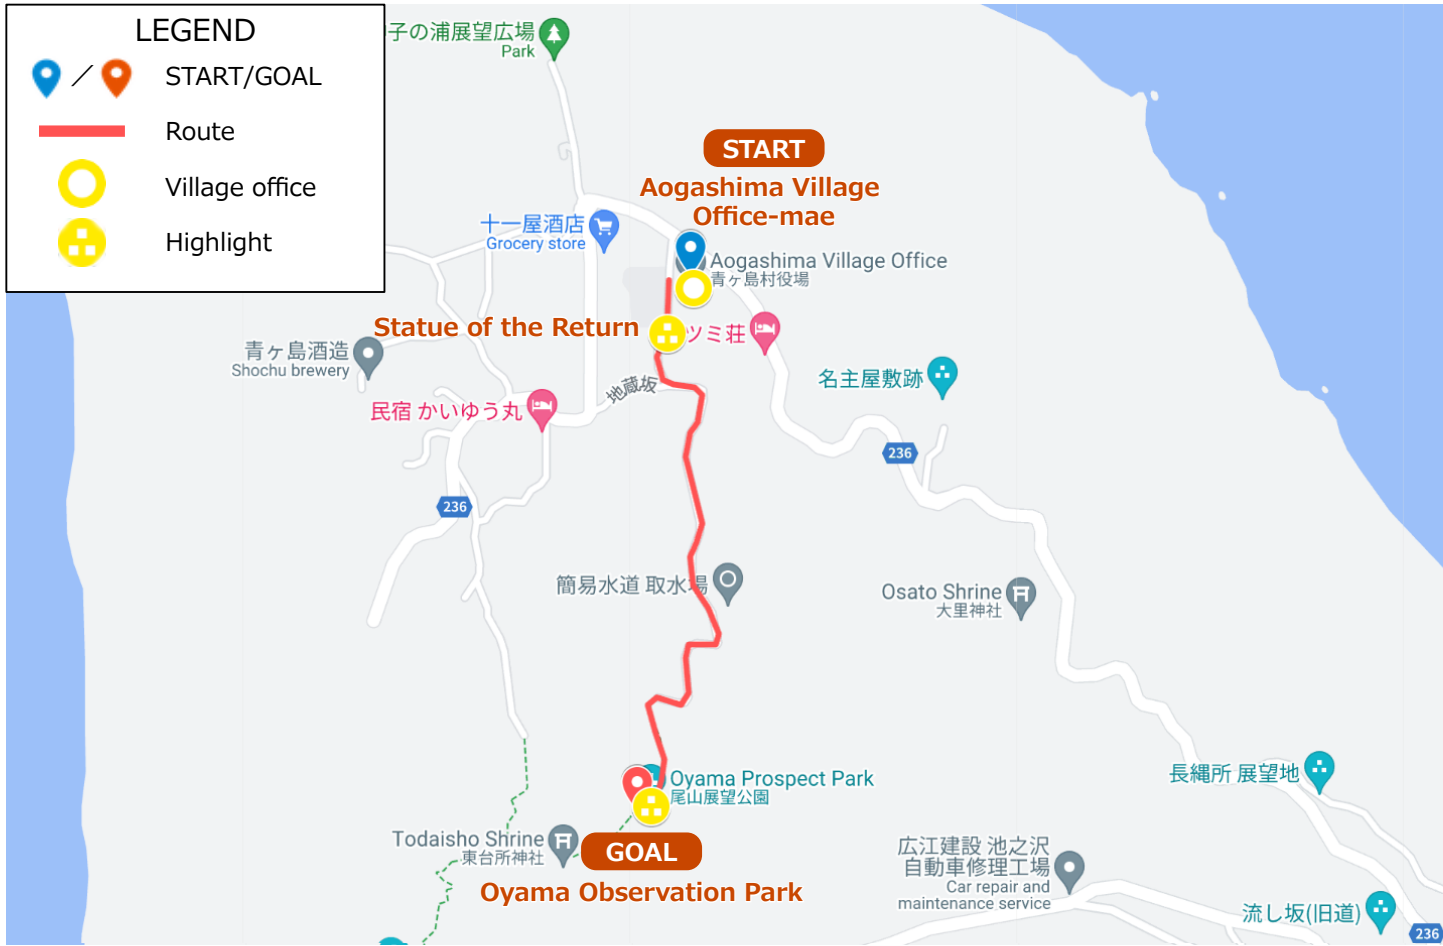 LEGEND
／ START/GOAL
Route
Village office
Highlight
子の浦展望広場
Park
START
Aogashima Village
Office-mae
十一屋酒店
Grocery store
Aogashima Village Office
青ヶ島村役場
Statue of the Return
ツミ荘
青ヶ島酒造
Shochu brewery
地蔵坂
名主屋敷跡
民宿 かいゆう丸
236
236
簡易水道 取水場
Osato Shrine
大里神社
Oyama Prospect Park
尾山展望公園
長縄所 展望地
Todaisho Shrine
東台所神社
GOAL
Oyama Observation Park
広江建設 池之沢
自動車修理工場
Car repair and
maintenance service
流し坂(旧道)
236